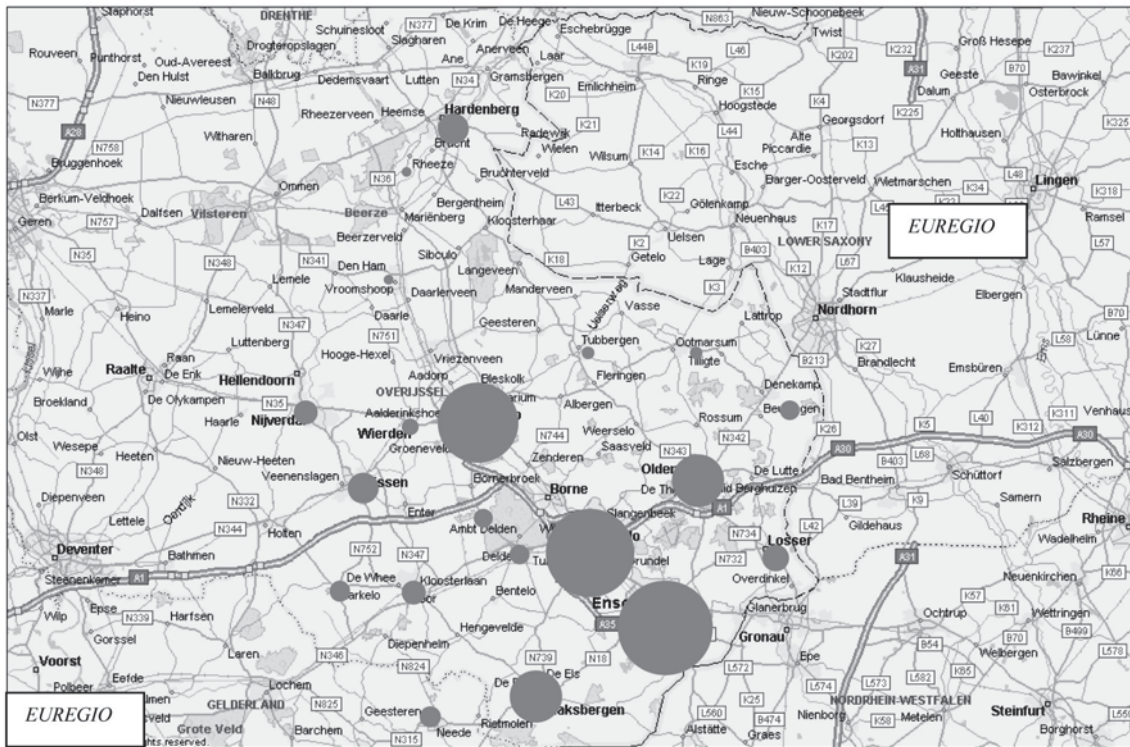 Staphorst
DRENTHE
Schuinesloot
N377
De Krim
De Heege
Eschebrügge
N863
Nieuw-Schoonebeek
Rouveen
Punthorst
Drogteropslagen
Slagharen
Anerveen
Laar
L44B
L46
Twist
K202
K232
Groß Hesepe
K237
Oud-Avereest
Den Hulst
Balkbrug
Dedemsvaart
Lutten
Ane
Gramsbergen
Emlichheim
K19
Ringe
A31
Geeste
B70
Bawinkel
Osterbrock
N377
Nieuwleusen
N48
N34
K20
K15
Hoogstede
K4
Dalum
K225
A28
Rheezerveen
Heemse
Hardenberg
Radewijk
K21
L44
Georgsdorf
K325
N758
Witharen
Brucht
Wielen
Wilsum
K14
K16
Alte
Piccardie
K13
Holthausen
Bruggenhoek
N36
Rheeze
Bruchterveld
Esche
L48
Ommen
K22
Barger-Oosterveld
Wietmarschen
K34
Lingen
K318
Berkum-Veldhoek
Dalfsen
Vilsteren
Beerze
Mariënberg
Bergentheim
Kloosterhaar
L43
Itterbeck
Gölenkamp
Neuenhaus
Ramsel
Geren
N757
Beerzerveld
K17
EUREGIO
N35
N348
N341
Sibculo
K2
Uelsen
B403
LOWER SAXONY
L57
Lemele
Den Ham
Langeveen
K18
Getelo
Lage
K12
L67
Klausheide
N337
Vroomshoop
Daarlerveen
Manderveen
K3
Stadtflur
Elbergen
Marle
Heino
Lemelerveld
N347
Daarle
Vasse
Lattrop
Nordhorn
B70
Luttenberg
N751
Geesteren
Uelserweg
Lünne
Raan
Hooge-Hexel
Vriezenveen
Tubbergen
Ootmarsum
Tilligte
K27
L58
Wijhe
Raalte
De Erik
Hellendoorn
Aadorp
Bleskolk
Fleringen
B213
Brandlecht
Emsbüren
OVERIJSSEL
Denekamp
Broekland
De Olykampen
N35
Albergen
K311
Venhaus
Haarle
Rossum
L40
Olst
Wierden
Weerselo
K26
K5
K312
Wesepe
Heeten
Groeneveld
N744
Saasveld
N342
A30
A30
N348
Nieuw-Heeten
Zenderen
N343
B403
L68
Salzbergen
Veenenslagen
De Lutte
Schüttorf
Diepenveen
Bornerbroek
Bad Bentheim
N332
Enter
Borne
L39
K9
Samern
Lettele
N344
Holten
Slangenbeek
A1
Rheine
Ambt Delden
N734
L42
Gildehaus
Deventer
Bathmen
N752
N347
Losser
Wadelheim
Steenenkamer
A1
N732
A31
De Whee
Kloosterlaan
Overdinkel
Neuenkirchen
K66
Wilp
Epse
Harfsen
Bentelo
K57
N339
Glanerbrug
Ochtrup
K61
Wettringen
Gorssel
Hengevelde
A35
B70
B499
Diepenheim
Gronau
B54
Voorst
Laren
N346
N739
N18
Welbergen
L578
N824
L572
Epe
K65
Polbeer
Eefde
De Els
L573
L582
Lochem
K25
L574
NORDRHEIN-WESTFALEN
GELDERLAND
Geesteren
Steinfurt
N825
L560
B474
Nienborg
K58
Metelen
EUREGIO
Grote Veld
Barchem
N315
Neede
Rietmolen
Alstätte
Graes
Borghorst
rights reserved